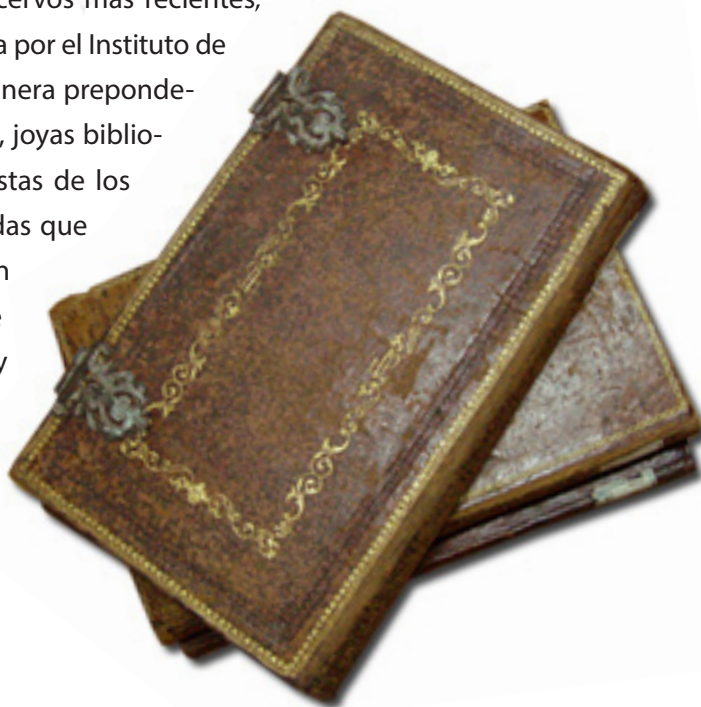 cervos más recientes,
a por el Instituto de
nera preponde-
, joyas biblio-
stas de los
das que
n
e
y